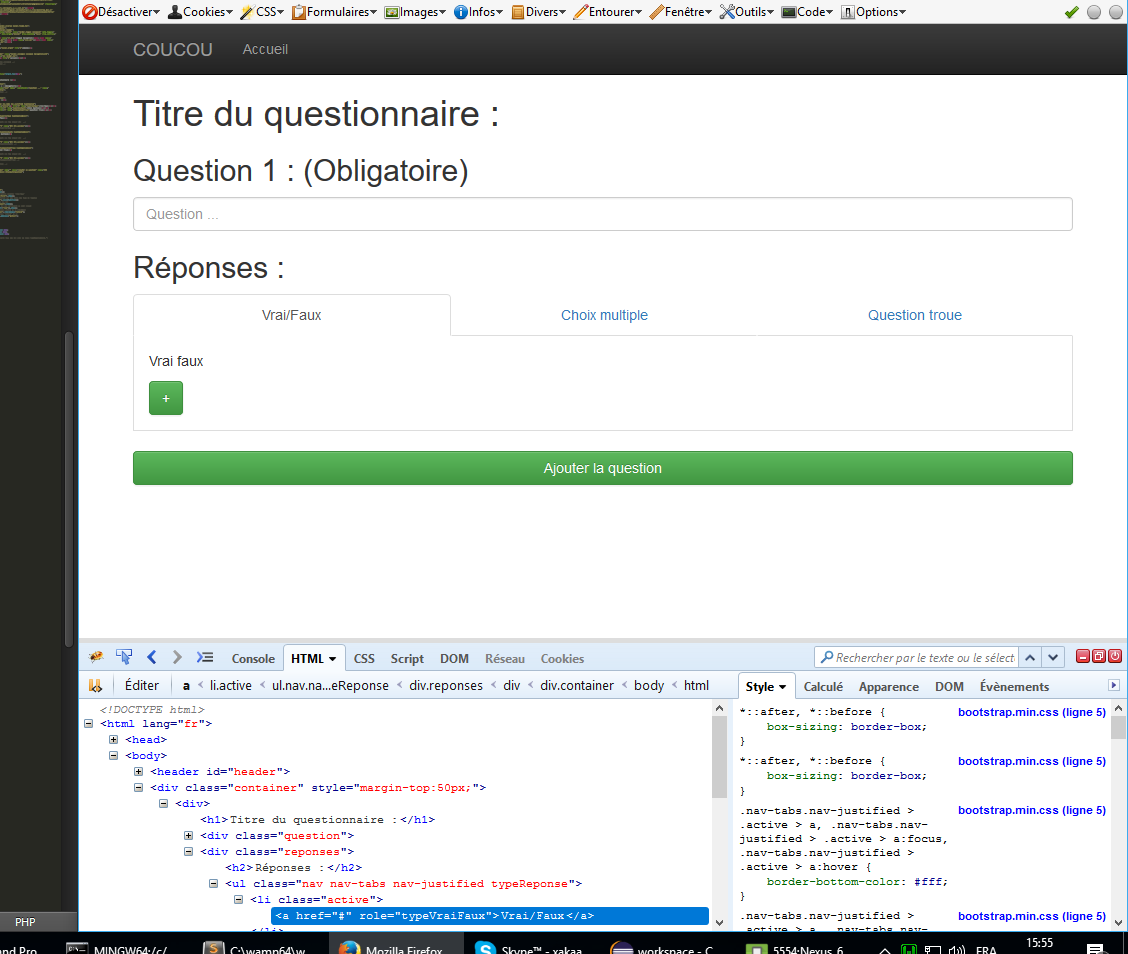 Désactiver Cookies CSS Formulaires Images Infos Divers Entourer Fenêtre Outils Code Options
COUCOU Accueil
Titre du questionnaire :
Question 1 : (Obligatoire)
Question ...
Réponses :
Vrai/Faux Choix multiple Question troue
Vrai faux
+
Ajouter la question
Console HTML CSS Script DOM Réseau Cookies Rechercher par le texte ou le sélect
Éditer a < li.active < ul.nav.na...eReponse < div.reponses < div < div.container < body < html
Style Calculé Apparence DOM Évènements
<!DOCTYPE html>
<html lang="fr">
<head>
<body>
<header id="header">
<div class="container" style="margin-top:50px;">
<div>
<h1>Titre du questionnaire :</h1>
<div class="question">
<div class="reponses">
<h2>Réponses :</h2>
<ul class="nav nav-tabs nav-justified typeReponse">
<li class="active">
<a href="#" role="typeVraiFaux">Vrai/Faux</a>
</li>
*::after, *::before { bootstrap.min.css (ligne 5)
box-sizing: border-box;
}
*::after, *::before { bootstrap.min.css (ligne 5)
box-sizing: border-box;
}
.nav-tabs.nav-justified > bootstrap.min.css (ligne 5)
.active > a, .nav-tabs.nav-
justified > .active > a:focus,
.nav-tabs.nav-justified >
.active > a:hover {
border-bottom-color: #fff;
}
.nav-tabs.nav-justified > bootstrap.min.css (ligne 5)
.active > a, .nav-tabs.nav-
PHP
and Pro MINGW64:/c/ C:\wamp64\w Mozilla Firefox Skype™ - xakaa workspace - C 5554:Nexus_6 FRA 15:55